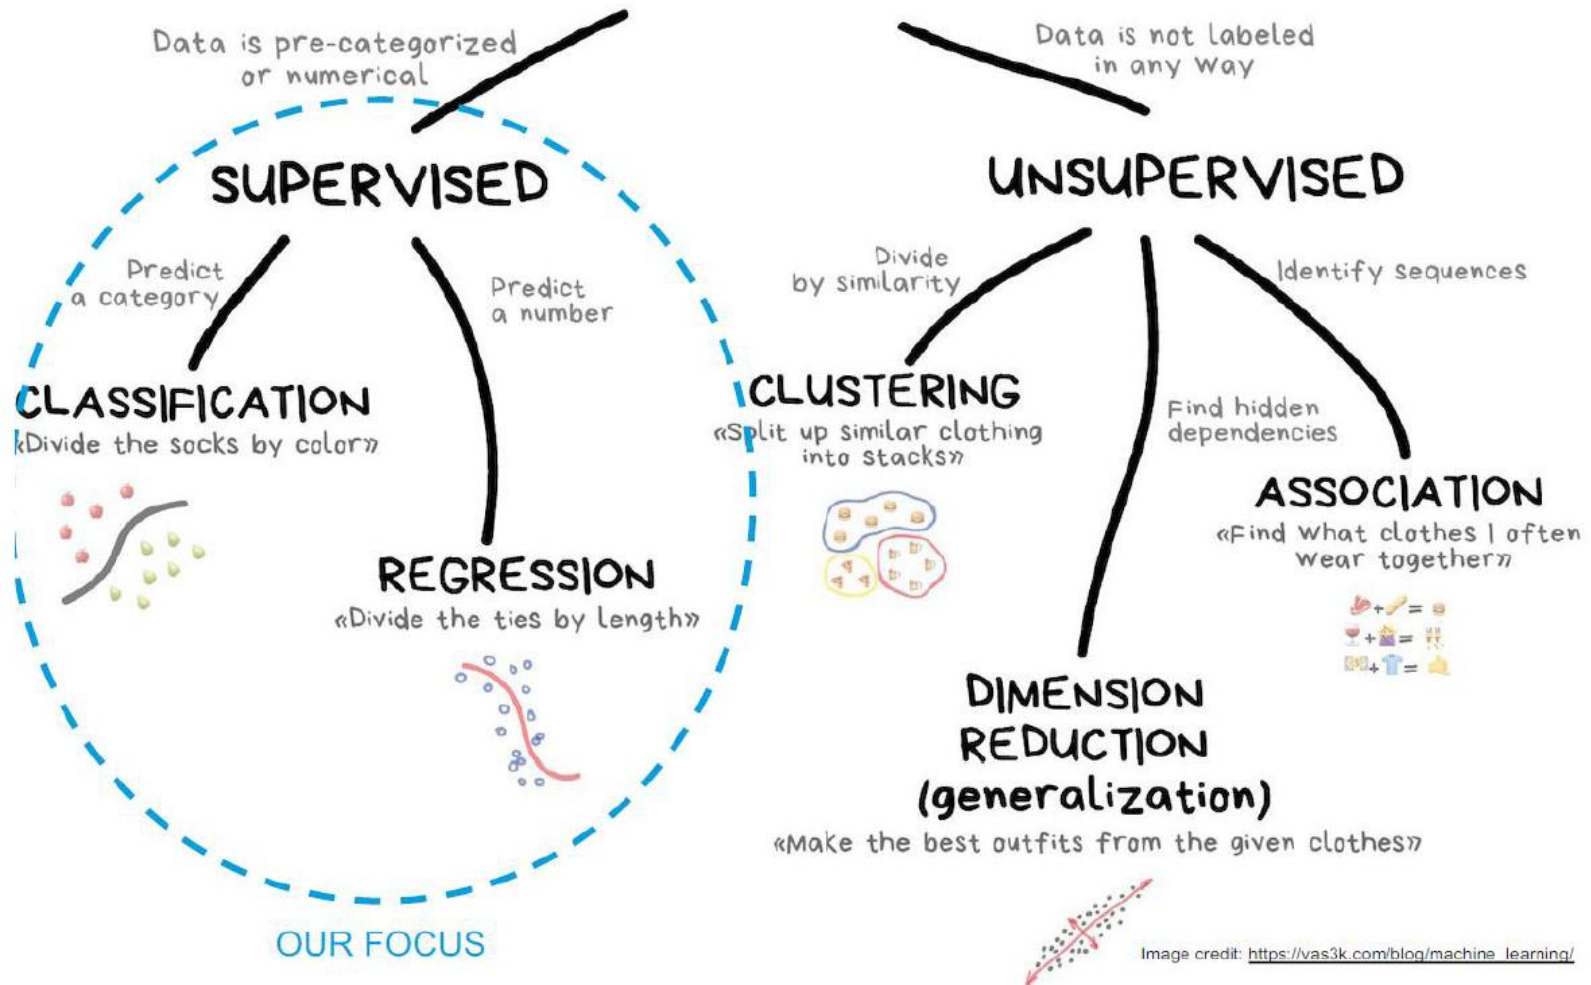 Data is pre-categorized
or numerical
SUPERVISED
Predict
a category
Predict
a number
CLASSIFICATION
«Divide the socks by color»
REGRESSION
«Divide the ties by length»
OUR FOCUS
Data is not labeled
in any way
UNSUPERVISED
Divide
by similarity
Identify sequences
CLUSTERING
«Split up similar clothing
into stacks»
Find hidden
dependencies
ASSOCIATION
«Find what clothes I often
wear together»
+ =
+ =
+ =
DIMENSION
REDUCTION
(generalization)
«Make the best outfits from the given clothes»
Image credit: https://vas3k.com/blog/machine_learning/